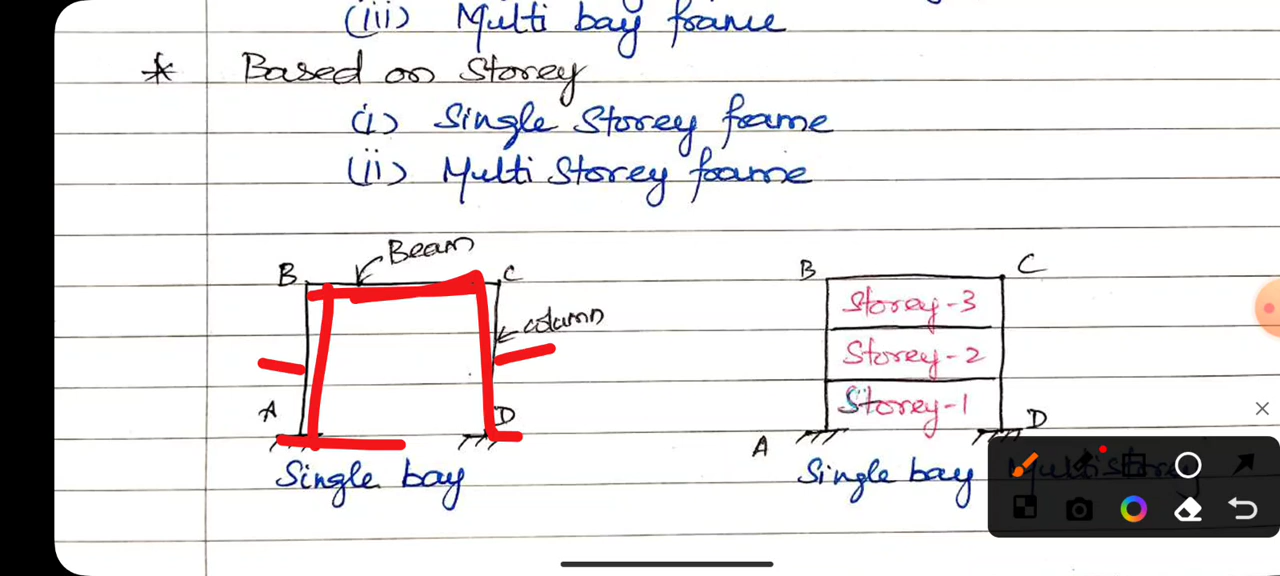 (iii) Multi bay frame
* Based on Storey
(i) Single Storey frame
(ii) Multi Storey frame
Beam
B C
column
A D
Single bay
B C
Storey-3
Storey-2
Storey-1
A D
Single bay Multistorey